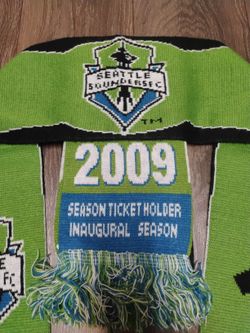 SEATTLE
SOUNDERS FC
TM
2009
SEASON TICKET HOLDER
INAUGURAL SEASON